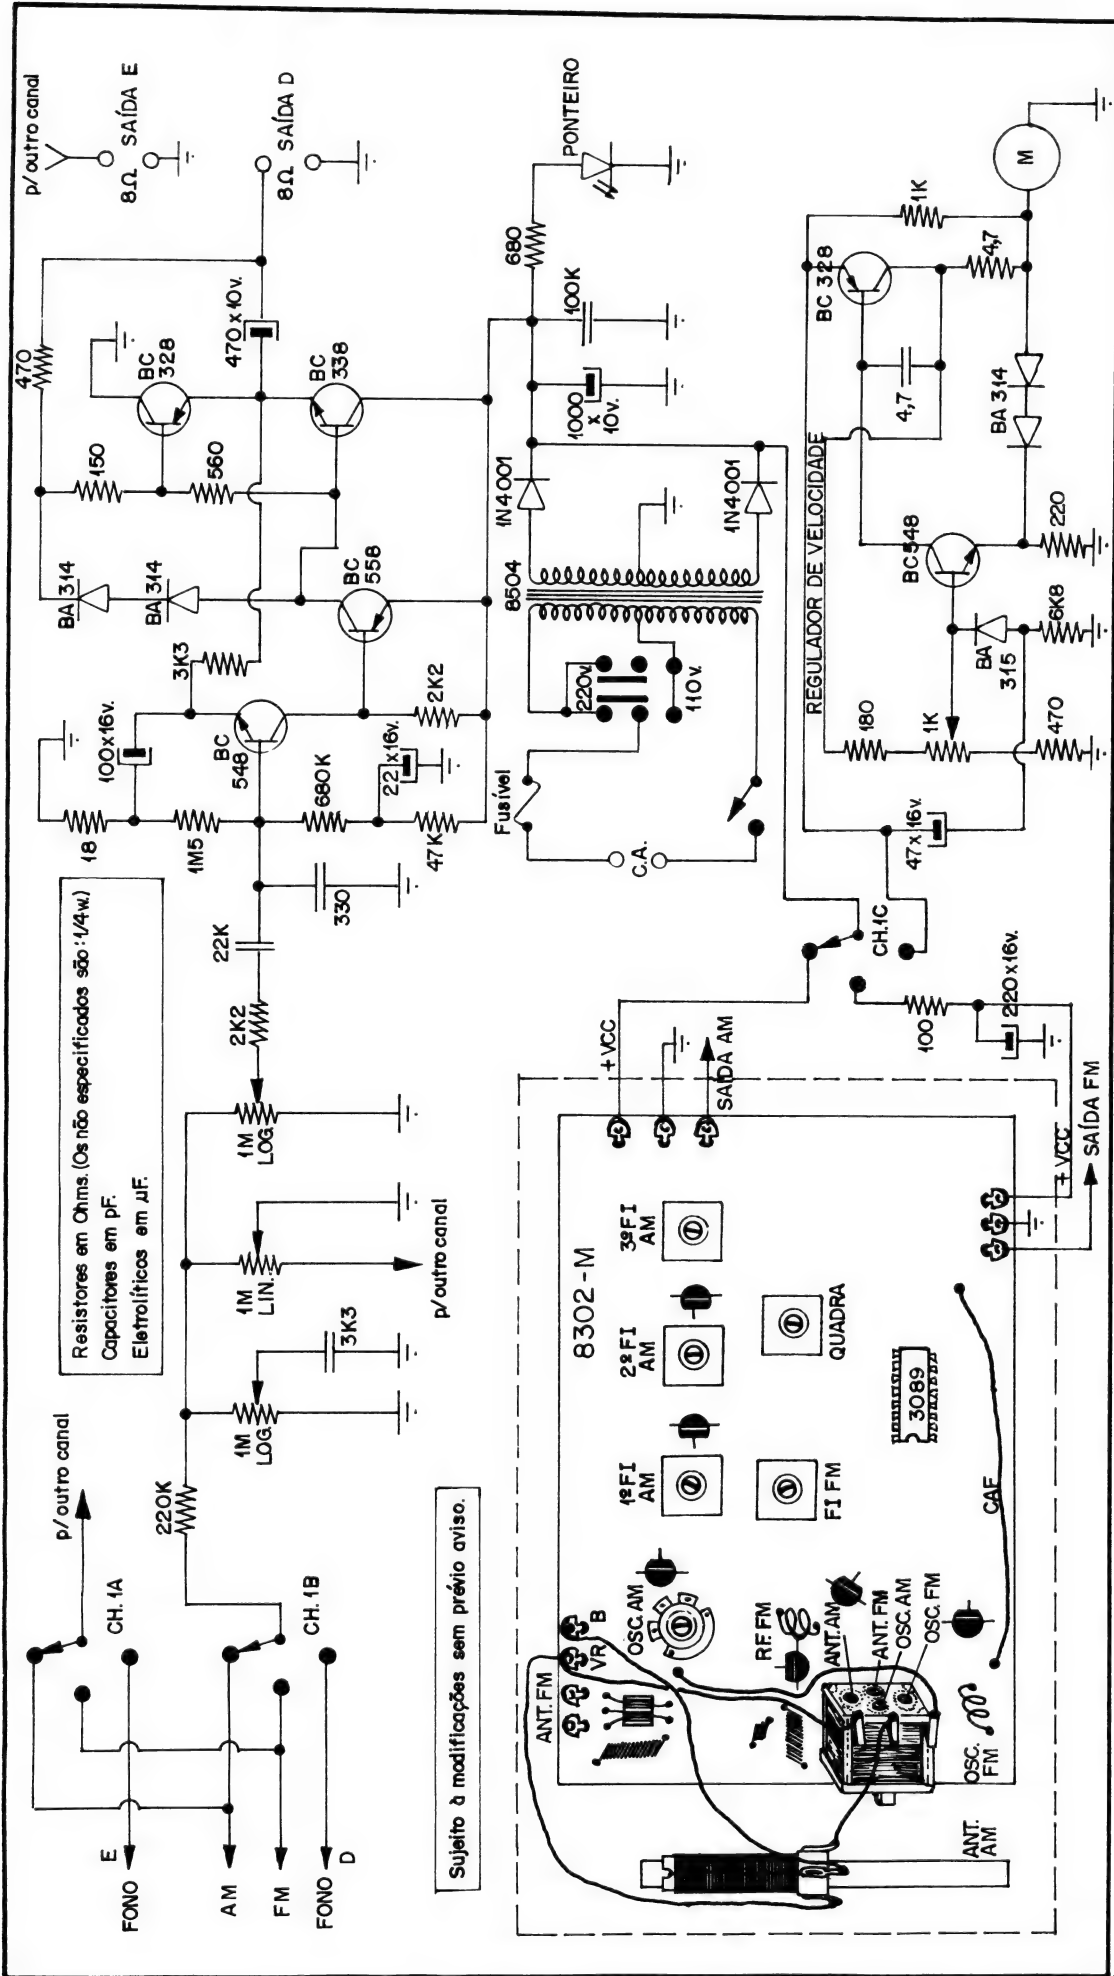 p/outro canal
CH. 1A
CH. 1B
FONO
E
AM
FM
FONO
D
220K
Resistores em Ohms. (Os não especificados são: 1/4w.)
Capacitores em pF.
Eletrolíticos em µF.
1M
LOG.
3K3
1M
LIN.
p/outro canal
1M
LOG.
2K2
22K
330
18
1M5
100x16v.
BC
548
680K
22x16v.
47K
2K2
3K3
BA 314
BA 314
BC
558
150
560
470
BC
328
BC
338
470x10v.
p/outro canal
8Ω SAÍDA E
8Ω SAÍDA D
Sujeito à modificações sem prévio aviso.
Fusível
C.A.
220v.
110v.
8504
1N4001
1N4001
1000
x
10v.
100K
680
PONTEIRO
8302-M
ANT. FM
VR
B
OSC. AM
1ºFI
AM
2ºFI
AM
3ºFI
AM
RF. FM
FI FM
QUADRA
ANT. AM
ANT. FM
OSC. AM
OSC. FM
OSC.
FM
3089
CAF
ANT.
AM
+VCC
SAÍDA AM
+VCC
SAÍDA FM
CH.1C
100
220x16v.
47x16v.
REGULADOR DE VELOCIDADE
180
1K
470
BA
315
6K8
BC548
220
BA 314
4,7
BC 328
4,7
1K
M